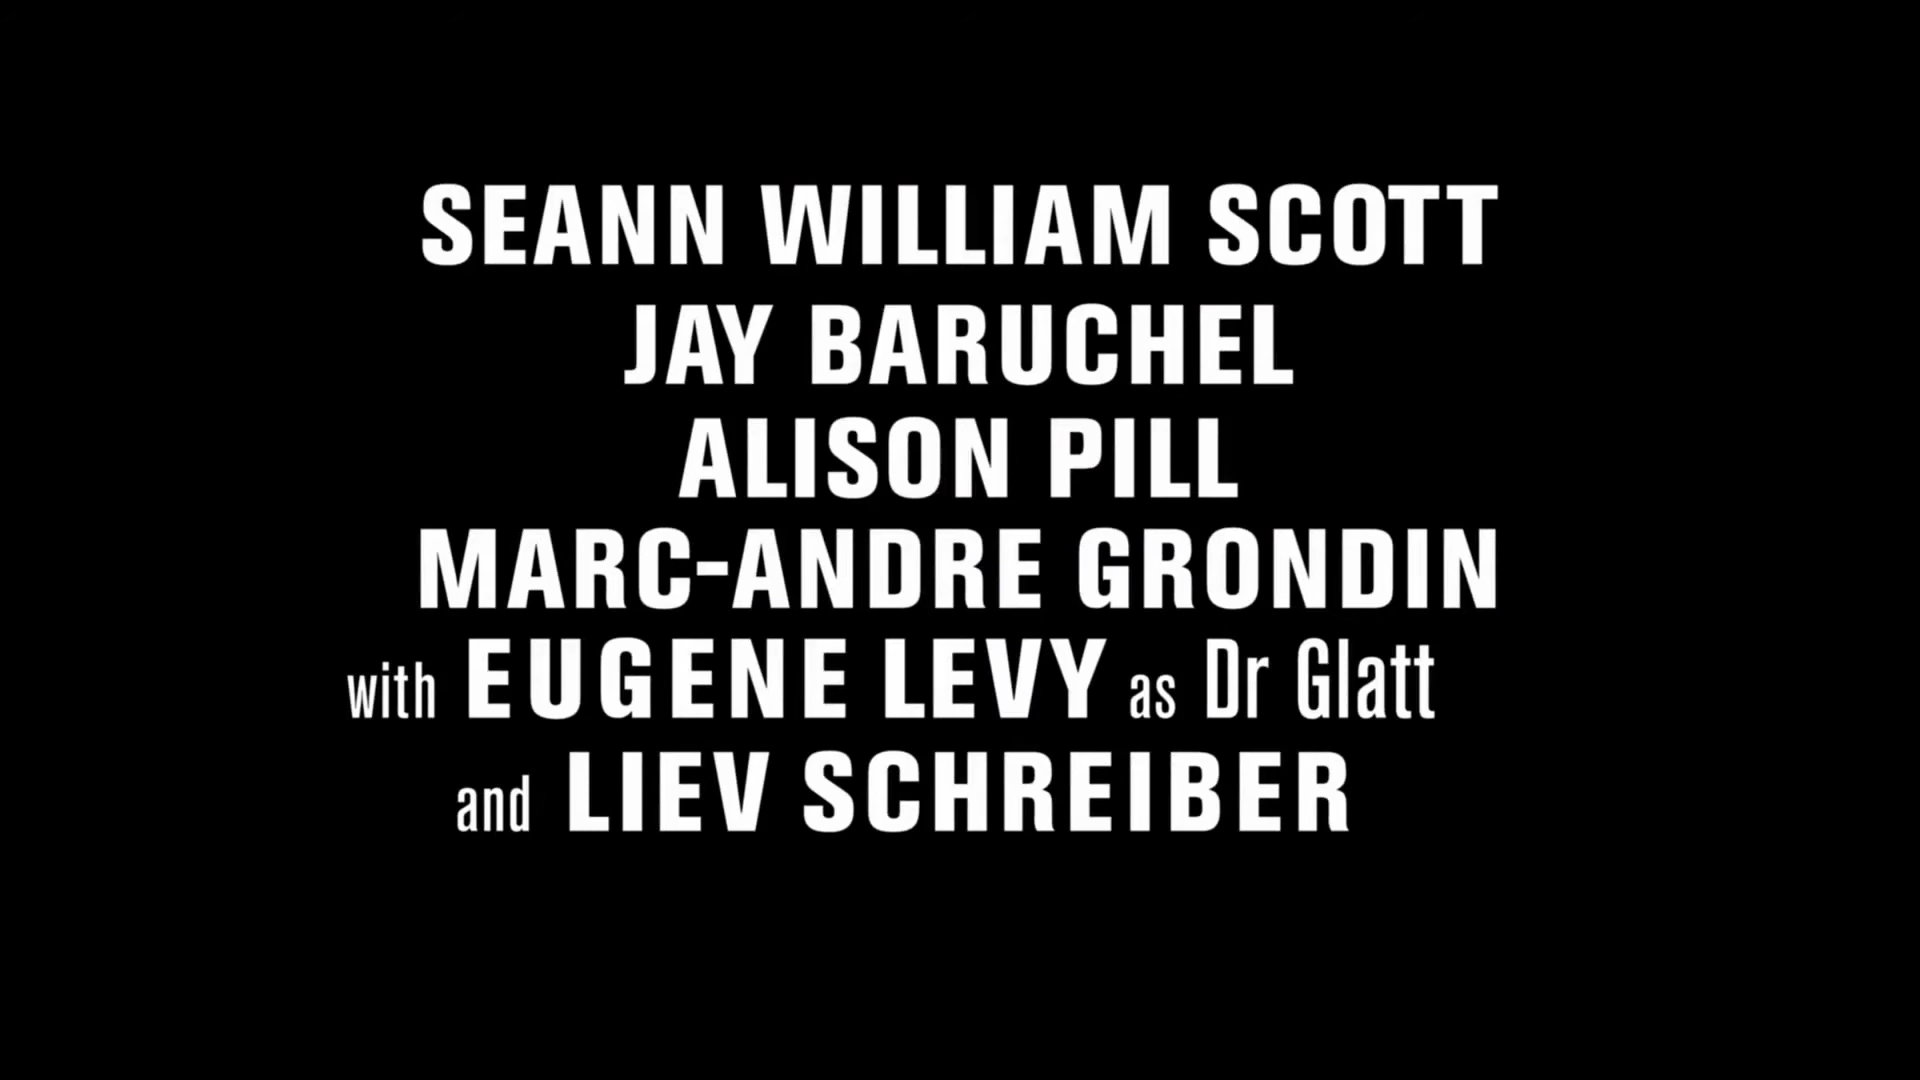 SEANN WILLIAM SCOTT
JAY BARUCHEL
ALISON PILL
MARC-ANDRE GRONDIN
with EUGENE LEVY as Dr Glatt
and LIEV SCHREIBER